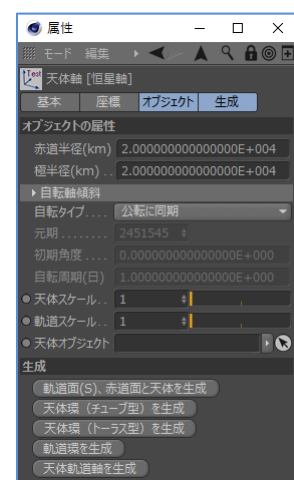 属性
モード 編集
Test 天体軸 [恒星軸]
基本 座標 オブジェクト 生成
オブジェクトの属性
赤道半径(km) 2.000000000000000E+004
極半径(km) . . 2.000000000000000E+004
自転軸傾斜
自転タイプ . . . . 公転に同期
元期 . . . . . . . . 2451545
初期角度 . . . . . 0.000000000000000E+000
自転周期(日) 1.000000000000000E+000
天体スケール . . 1
軌道スケール . . 1
天体オブジェクト
生成
軌道面(S)、赤道面と天体を生成
天体環（チューブ型）を生成
天体環（トーラス型）を生成
軌道環を生成
天体軌道軸を生成